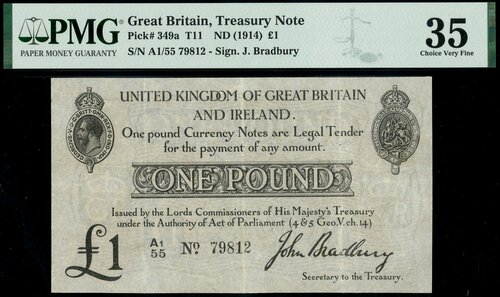 PMG
PAPER MONEY GUARANTY
Great Britain, Treasury Note
Pick# 349a T11 ND (1914) £1
S/N A1/55 79812 - Sign. J. Bradbury
35
Choice Very Fine
UNITED KINGDOM OF GREAT BRITAIN
AND IRELAND.
One pound Currency Notes are Legal Tender
for the payment of any amount.
ONE POUND
Issued by the Lords Commissioners of His Majesty's Treasury
under the Authority of Act of Parliament (4 & 5 Geo. V. ch. 14)
£1 A1/55 No 79812 John Bradbury
Secretary to the Treasury.